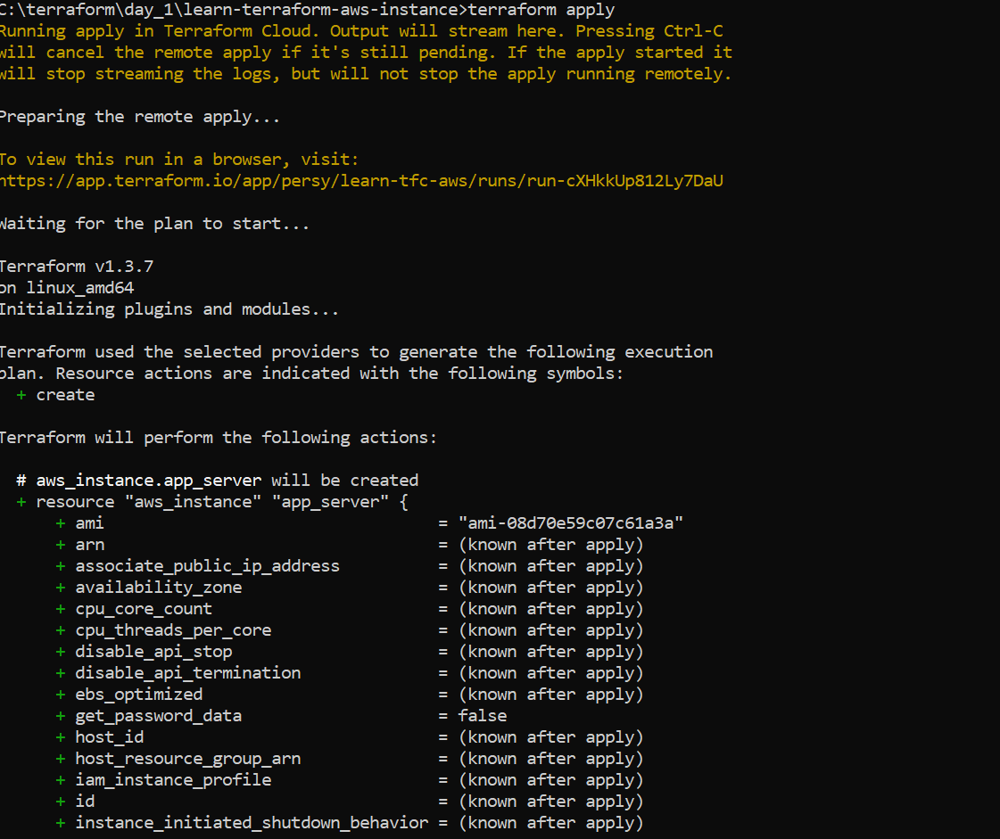 C:\terraform\day_1\learn-terraform-aws-instance>terraform apply
Running apply in Terraform Cloud. Output will stream here. Pressing Ctrl-C
will cancel the remote apply if it's still pending. If the apply started it
will stop streaming the logs, but will not stop the apply running remotely.
Preparing the remote apply...
To view this run in a browser, visit:
https://app.terraform.io/app/persy/learn-tfc-aws/runs/run-cXHkkUp812Ly7DaU
Waiting for the plan to start...
Terraform v1.3.7
on linux_amd64
Initializing plugins and modules...
Terraform used the selected providers to generate the following execution
plan. Resource actions are indicated with the following symbols:
  + create
Terraform will perform the following actions:
  # aws_instance.app_server will be created
  + resource "aws_instance" "app_server" {
      + ami                                  = "ami-08d70e59c07c61a3a"
      + arn                                  = (known after apply)
      + associate_public_ip_address          = (known after apply)
      + availability_zone                    = (known after apply)
      + cpu_core_count                       = (known after apply)
      + cpu_threads_per_core                 = (known after apply)
      + disable_api_stop                     = (known after apply)
      + disable_api_termination              = (known after apply)
      + ebs_optimized                        = (known after apply)
      + get_password_data                    = false
      + host_id                              = (known after apply)
      + host_resource_group_arn              = (known after apply)
      + iam_instance_profile                 = (known after apply)
      + id                                   = (known after apply)
      + instance_initiated_shutdown_behavior = (known after apply)